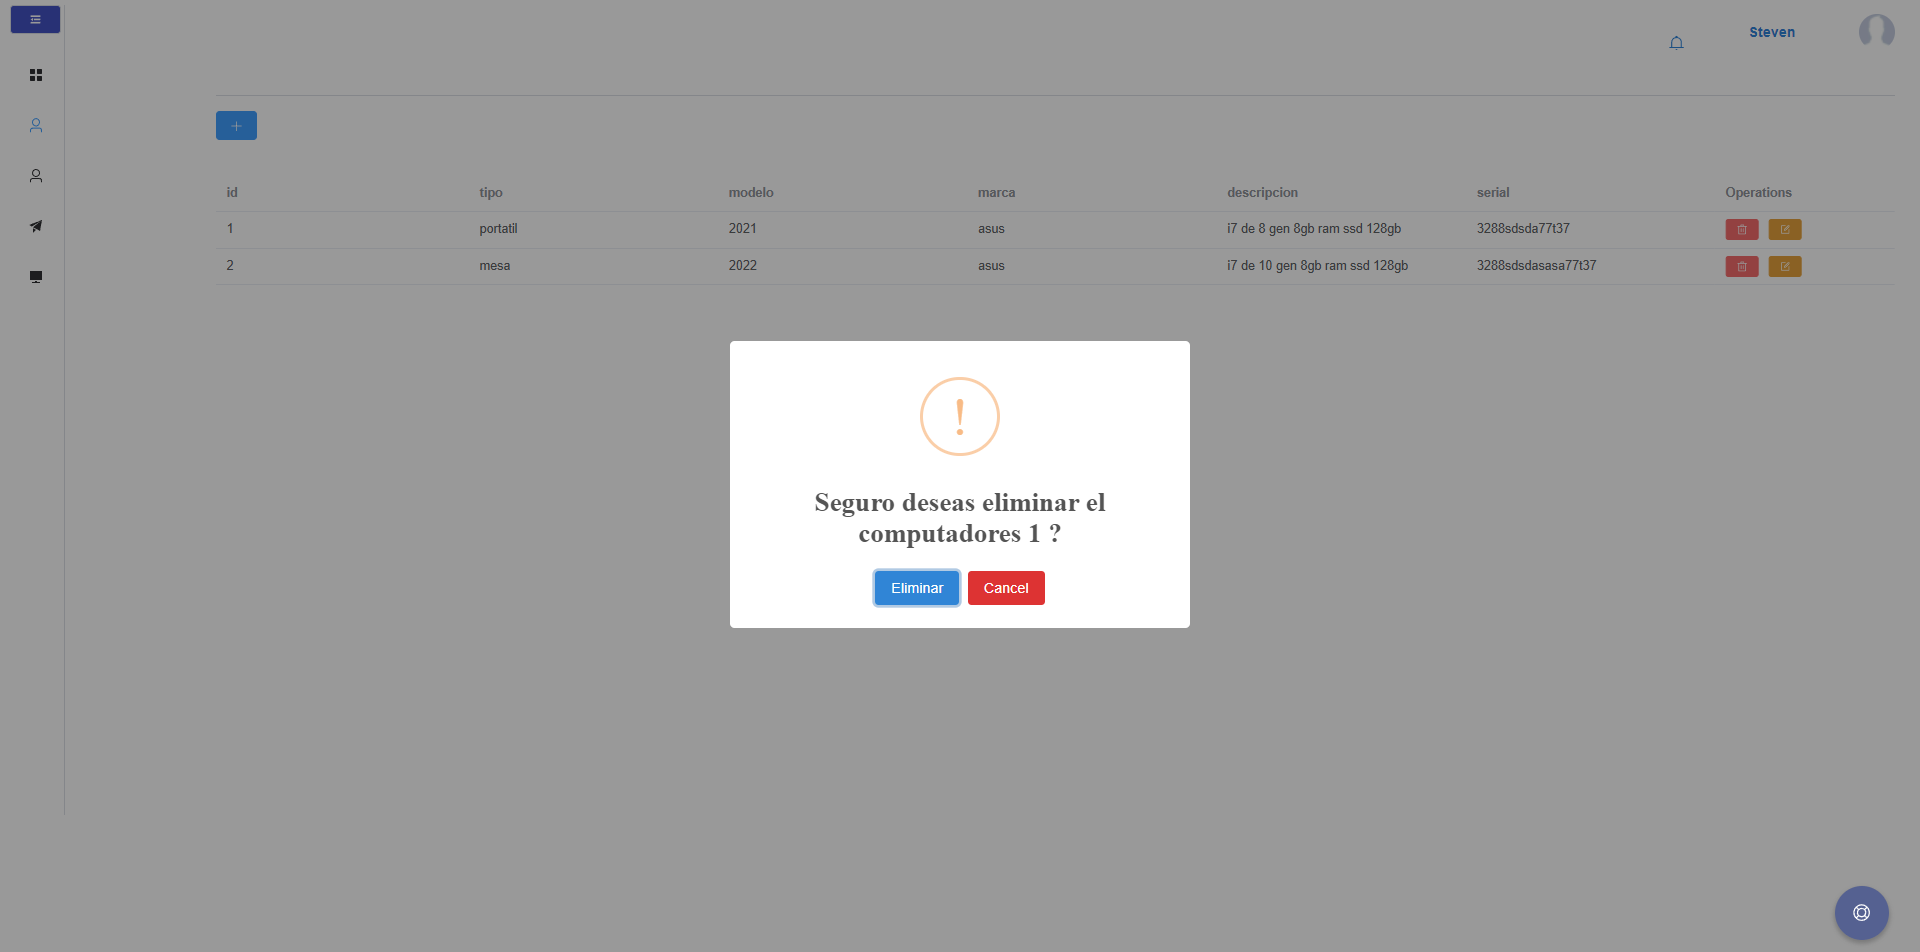 Steven
id tipo modelo marca descripcion serial Operations
1 portatil 2021 asus i7 de 8 gen 8gb ram ssd 128gb 3288sdsda77t37
2 mesa 2022 asus i7 de 10 gen 8gb ram ssd 128gb 3288sdsdasasa77t37
!
Seguro deseas eliminar el
computadores 1 ?
Eliminar Cancel